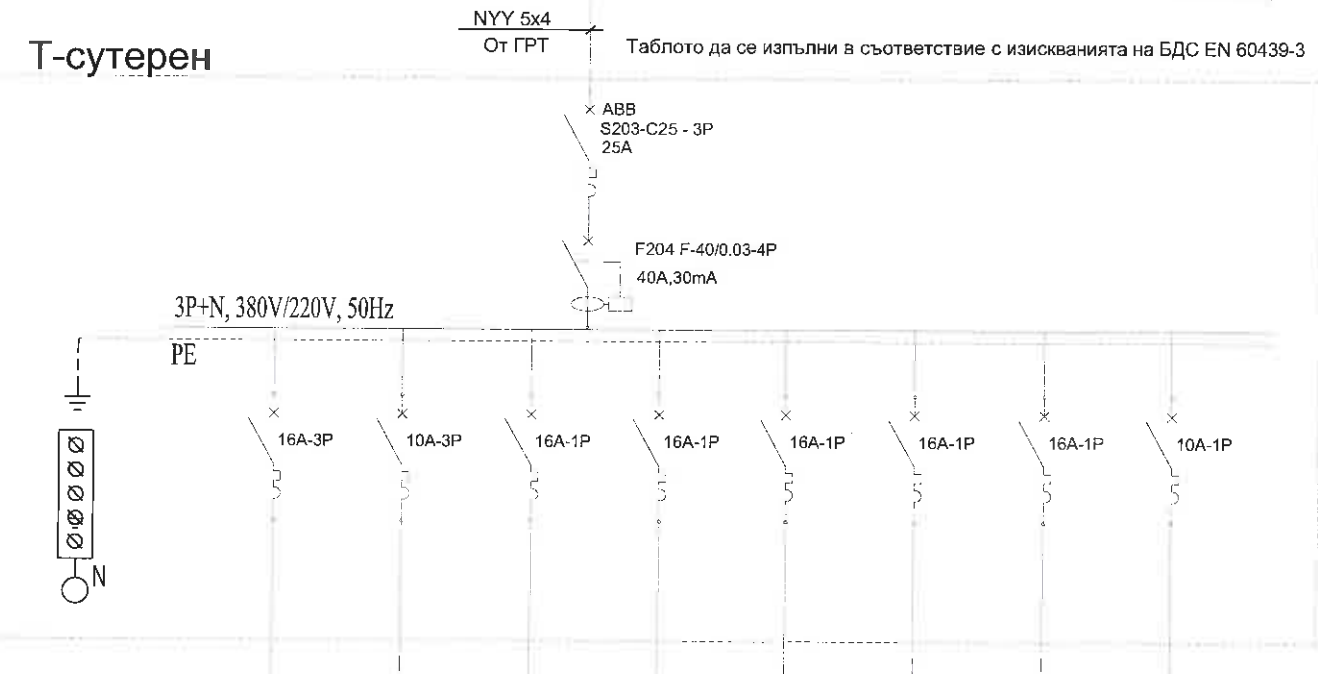 NYY 5x4
От ГРТ
Т-сутерен
Таблото да се изпълни в съответствие с изискванията на БДС EN 60439-3
ABB
S203-C25 - 3P
25A
F204 F-40/0.03-4P
40A,30mA
3P+N, 380V/220V, 50Hz
PE
16A-3P
10A-3P
16A-1P
16A-1P
16A-1P
16A-1P
16A-1P
10A-1P
N